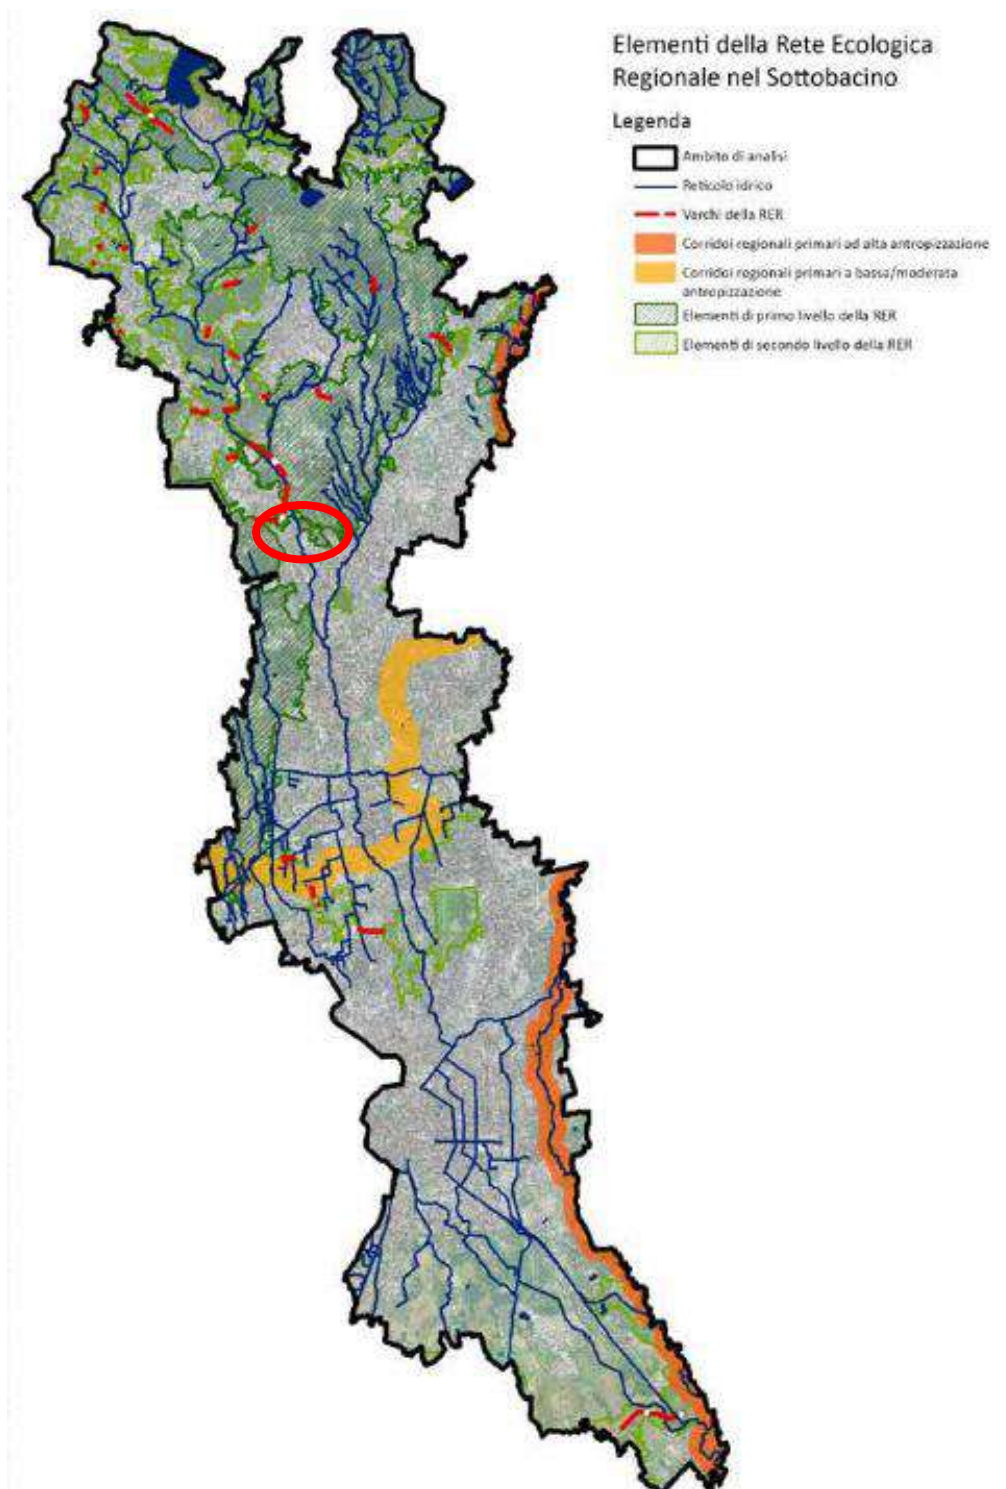 Elementi della Rete Ecologica
Regionale nel Sottobacino
Legenda
Ambito di analisi
Reticolo idrico
Varchi della RER
Corridoi regionali primari ad alta antropizzazione
Corridoi regionali primari a bassa/moderata
antropizzazione
Elementi di primo livello della RER
Elementi di secondo livello della RER